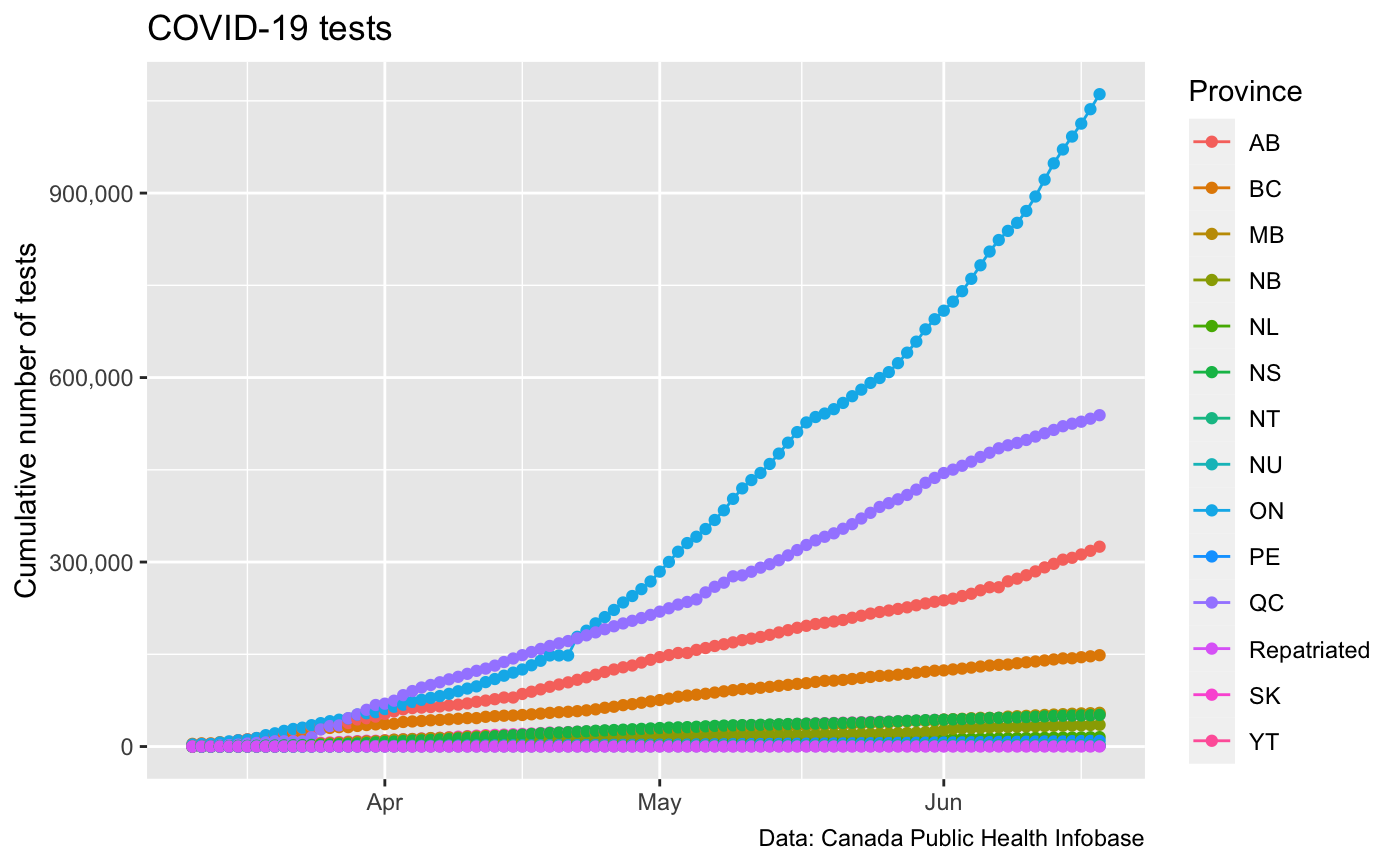 COVID-19 tests
Cumulative number of tests
900,000
600,000
300,000
0
Apr
May
Jun
Data: Canada Public Health Infobase
Province
AB
BC
MB
NB
NL
NS
NT
NU
ON
PE
QC
Repatriated
SK
YT